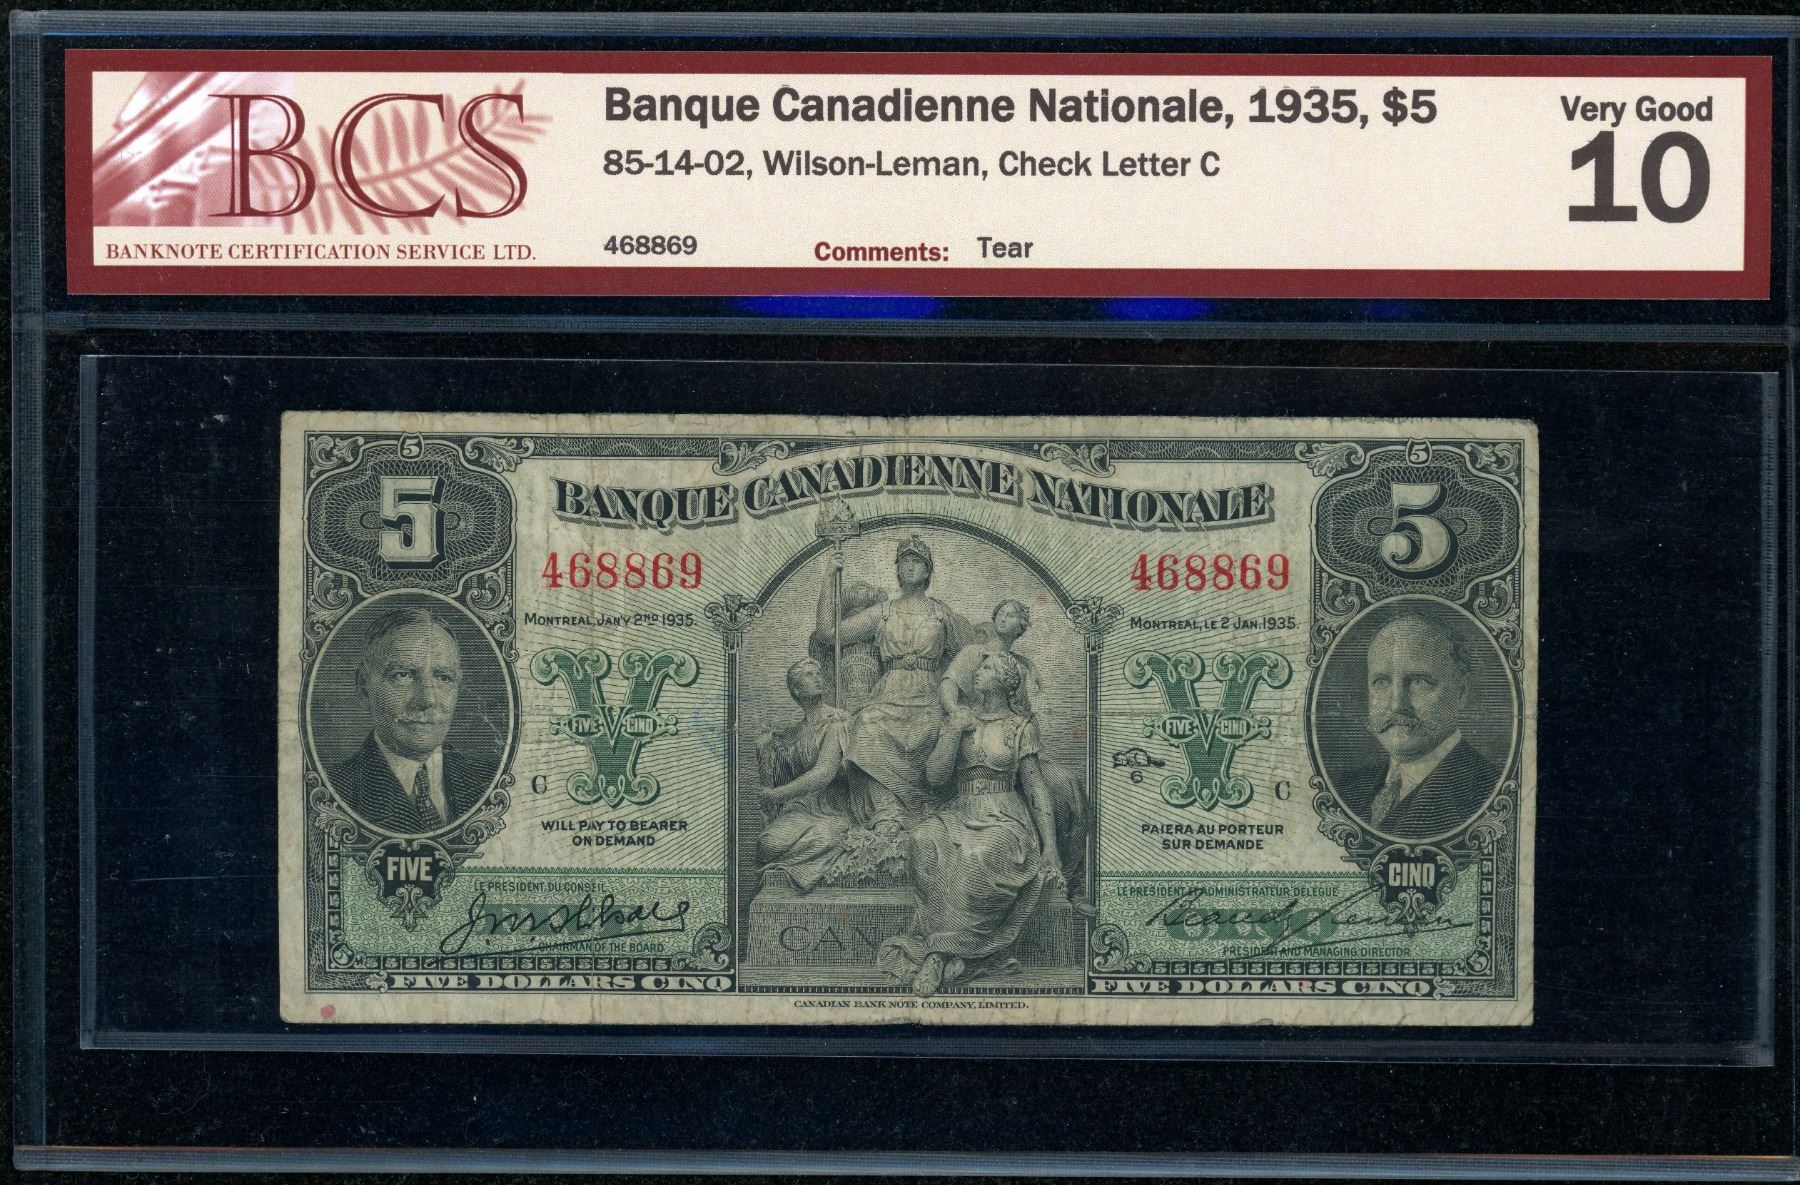 BCS
BANKNOTE CERTIFICATION SERVICE LTD.
Banque Canadienne Nationale, 1935, $5
85-14-02, Wilson-Leman, Check Letter C
468869
Comments: Tear
Very Good
10
5
5
5
5
BANQUE CANADIENNE NATIONALE
468869
468869
MONTREAL, JANY 2ND 1935.
MONTREAL, LE 2 JAN. 1935.
V
FIVE V CINQ
V
FIVE V CINQ
C
6
C
WILL PAY TO BEARER
ON DEMAND
PAIERA AU PORTEUR
SUR DEMANDE
FIVE
CINQ
LE PRESIDENT DU CONSEIL
CHAIRMAN OF THE BOARD
LE PRESIDENT ET ADMINISTRATEUR DELEGUE
PRESIDENT AND MANAGING DIRECTOR
CAN
FIVE DOLLARS CINQ
FIVE DOLLARS CINQ
CANADIAN BANK NOTE COMPANY, LIMITED.